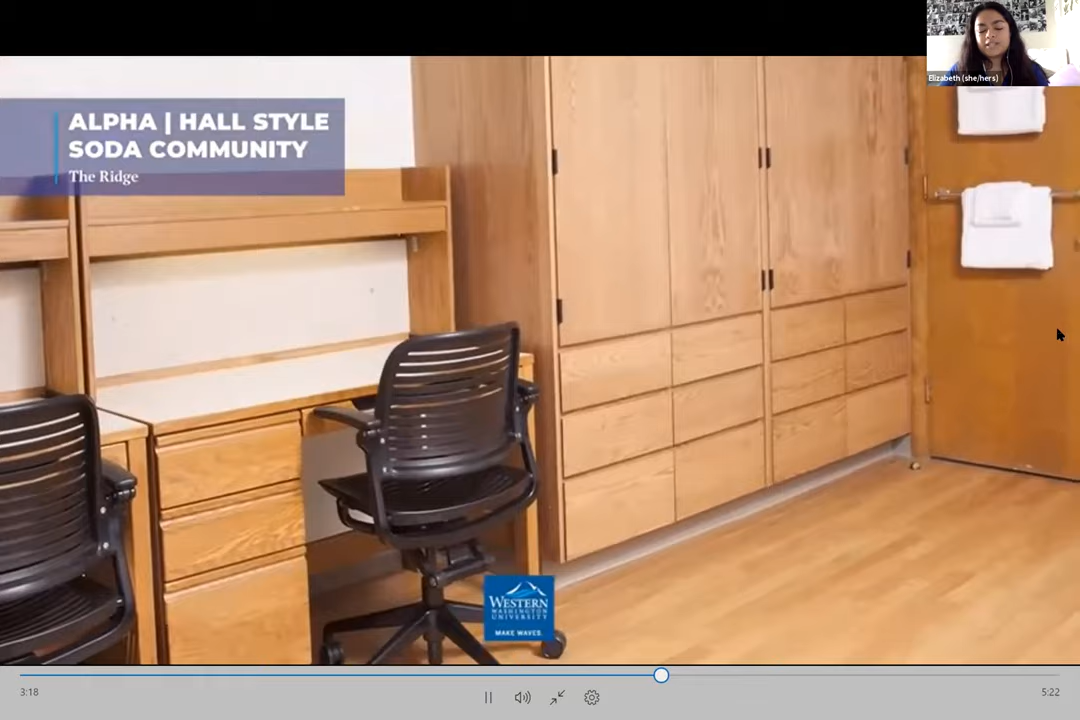 Elizabeth (she/hers)
ALPHA | HALL STYLE
SODA COMMUNITY
The Ridge
WESTERN
WASHINGTON
UNIVERSITY
MAKE WAVES
3:18
5:22